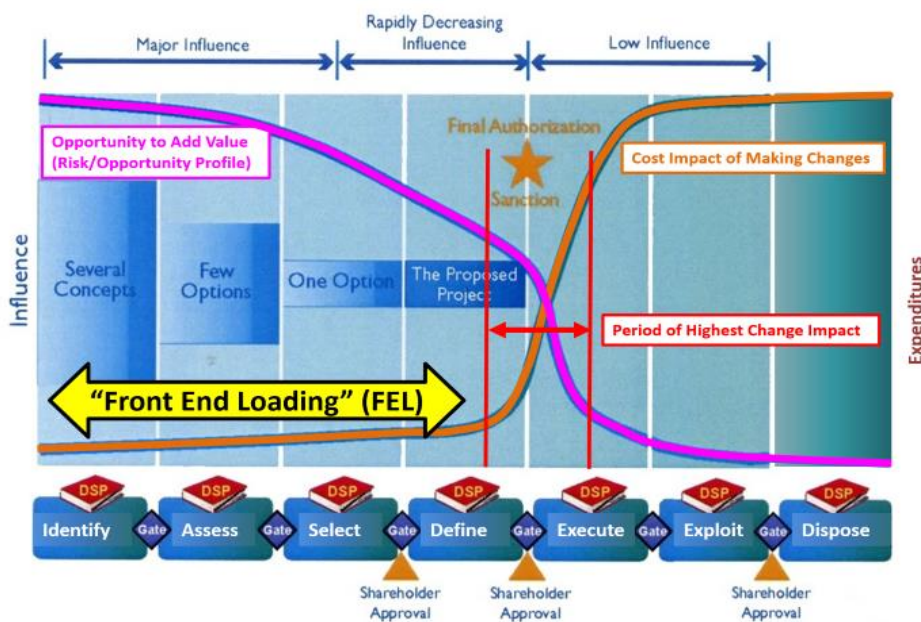 Rapidly Decreasing
Influence
Major Influence
Low Influence
Opportunity to Add Value
(Risk/Opportunity Profile)
Final Authorization
Sanction
Cost Impact of Making Changes
Several
Concepts
Few
Options
One Option
The Proposed
Project
Period of Highest Change Impact
Influence
Expenditures
“Front End Loading” (FEL)
DSP
DSP
DSP
DSP
DSP
DSP
DSP
Identify
Gate
Assess
Gate
Select
Gate
Define
Gate
Execute
Gate
Exploit
Gate
Dispose
Shareholder
Approval
Shareholder
Approval
Shareholder
Approval